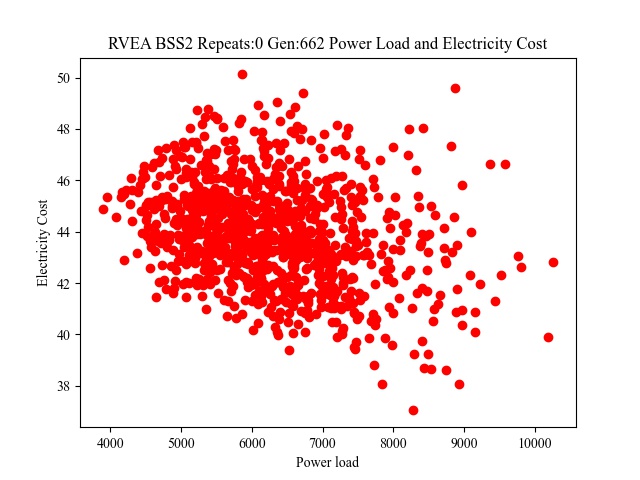 RVEA BSS2 Repeats:0 Gen:662 Power Load and Electricity Cost
50
48
46
44
42
40
38
Electricity Cost
4000 5000 6000 7000 8000 9000 10000
Power load